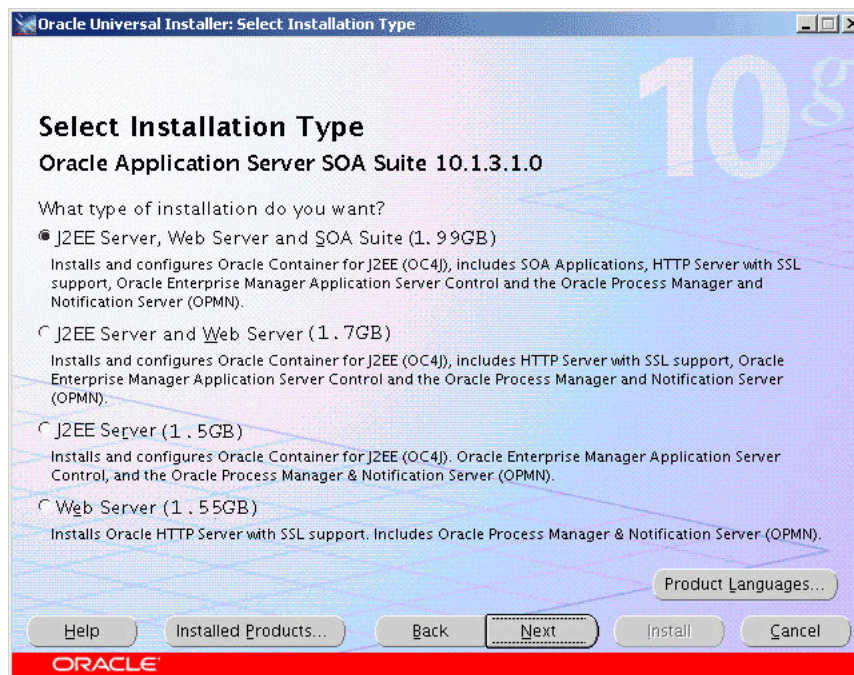 Oracle Universal Installer: Select Installation Type
10g
Select Installation Type
Oracle Application Server SOA Suite 10.1.3.1.0
What type of installation do you want?
J2EE Server, Web Server and SOA Suite (1.99GB)
Installs and configures Oracle Container for J2EE (OC4J), includes SOA Applications, HTTP Server with SSL
support, Oracle Enterprise Manager Application Server Control and the Oracle Process Manager and
Notification Server (OPMN).
J2EE Server and Web Server (1.7GB)
Installs and configures Oracle Container for J2EE (OC4J), includes HTTP Server with SSL support, Oracle
Enterprise Manager Application Server Control and the Oracle Process Manager and Notification Server
(OPMN).
J2EE Server (1.5GB)
Installs and configures Oracle Container for J2EE (OC4J). Oracle Enterprise Manager Application Server
Control, and the Oracle Process Manager & Notification Server (OPMN).
Web Server (1.55GB)
Installs Oracle HTTP Server with SSL support. Includes Oracle Process Manager & Notification Server (OPMN).
Product Languages...
Help Installed Products... Back Next Install Cancel
ORACLE